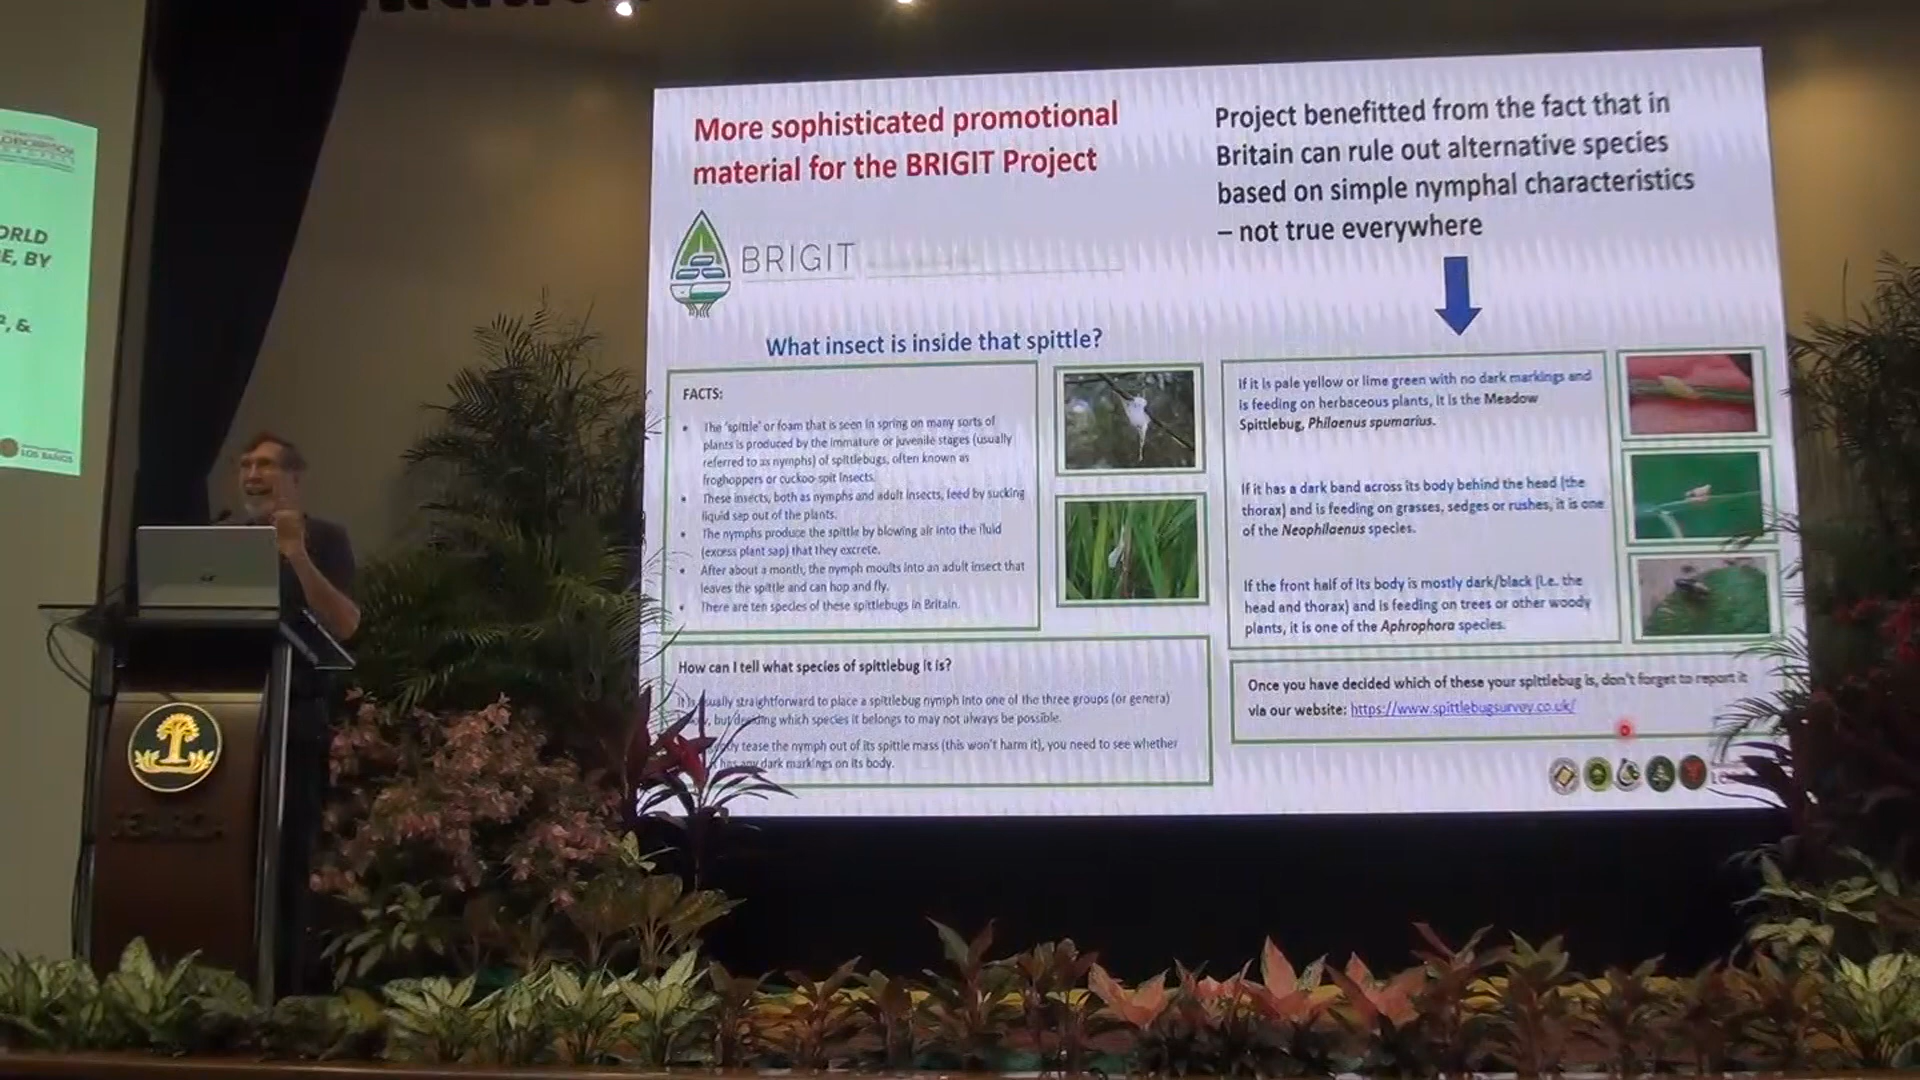 ORLD
E, BY
, &
LOS BAÑOS
SEARCA
More sophisticated promotional
material for the BRIGIT Project
BRIGIT
What insect is inside that spittle?
FACTS:
• The 'spittle' or foam that is seen in spring on many sorts of
plants is produced by the immature or juvenile stages (usually
referred to as nymphs) of spittlebugs, often known as
froghoppers or cuckoo spit insects.
• These insects, both as nymphs and adult insects, feed by sucking
liquid sap out of the plants.
• The nymphs produce the spittle by blowing air into the fluid
(excess plant sap) that they excrete.
• After about a month, the nymph moults into an adult insect that
leaves the spittle and can hop and fly.
• There are ten species of these spittlebugs in Britain.
How can I tell what species of spittlebug it is?
It is usually straightforward to place a spittlebug nymph into one of the three groups (or genera)
, but deciding which species it belongs to may not always be possible.
tease the nymph out of its spittle mass (this won't harm it), you need to see whether
it has any dark markings on its body.
Project benefitted from the fact that in
Britain can rule out alternative species
based on simple nymphal characteristics
– not true everywhere
If it is pale yellow or lime green with no dark markings and
is feeding on herbaceous plants, it is the Meadow
Spittlebug, Philaenus spumarius.
If it has a dark band across its body behind the head (the
thorax) and is feeding on grasses, sedges or rushes, it is one
of the Neophilaenus species.
If the front half of its body is mostly dark/black (i.e. the
head and thorax) and is feeding on trees or other woody
plants, it is one of the Aphrophora species.
Once you have decided which of these your spittlebug is, don't forget to report it
via our website: https://www.spittlebugsurvey.co.uk/